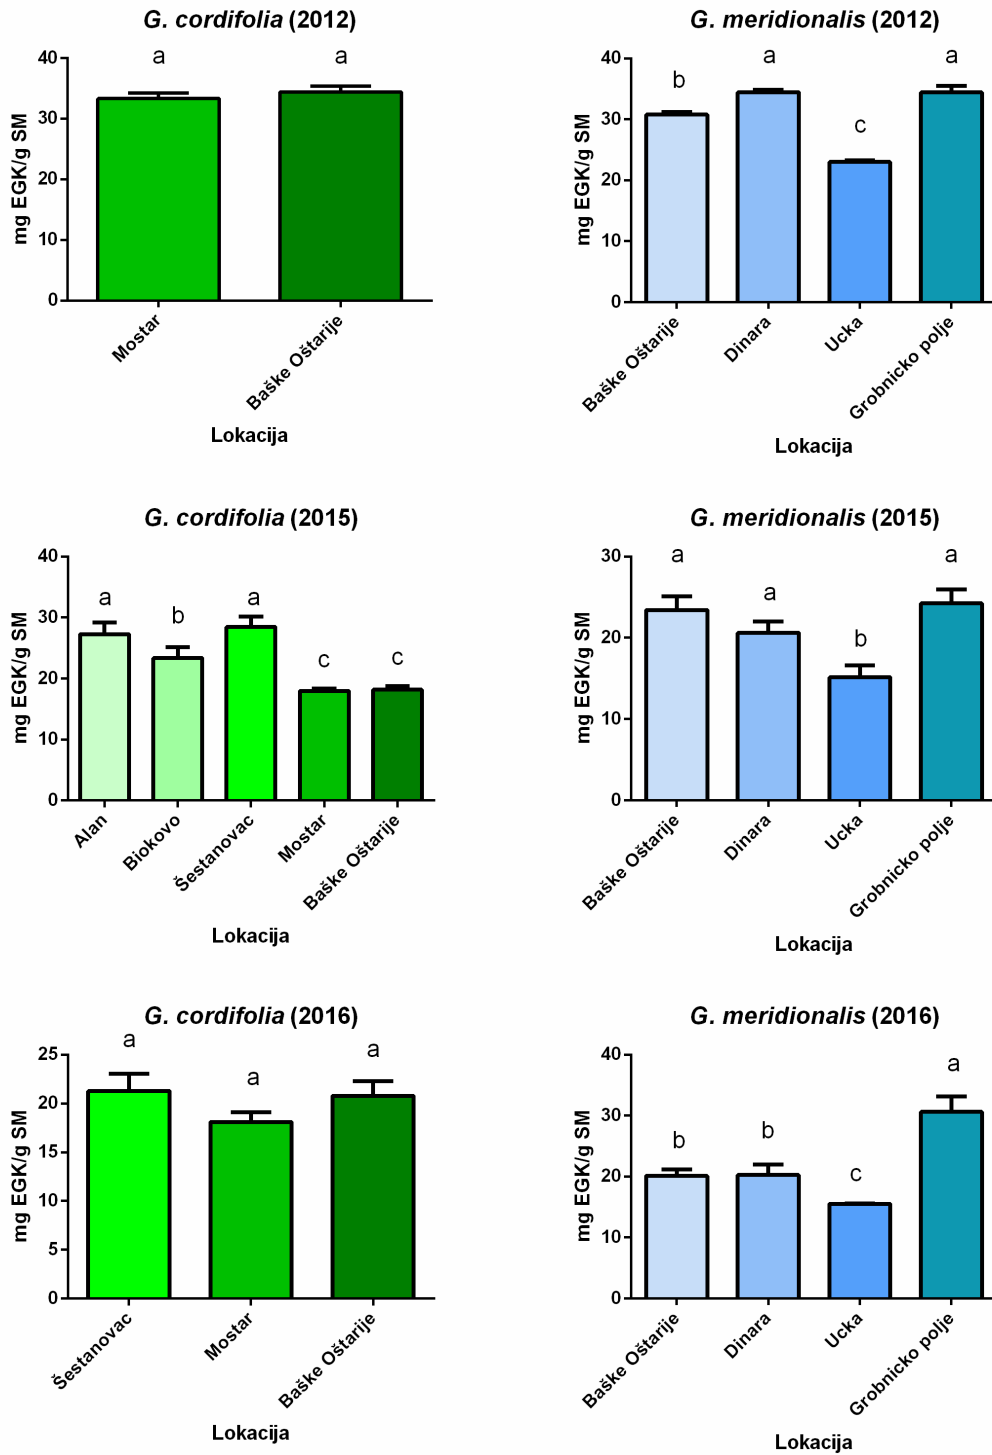 G. cordifolia (2012)
a
a
40
30
20
10
0
mg EGK/g SM
Mostar
Baške Oštarije
Lokacija
G. meridionalis (2012)
b
a
c
a
40
30
20
10
0
mg EGK/g SM
Baške Oštarije
Dinara
Ucka
Grobnicko polje
Lokacija
G. cordifolia (2015)
a
b
a
c
c
40
30
20
10
0
mg EGK/g SM
Alan
Biokovo
Šestanovac
Mostar
Baške Oštarije
Lokacija
G. meridionalis (2015)
a
a
b
a
30
20
10
0
mg EGK/g SM
Baške Oštarije
Dinara
Ucka
Grobnicko polje
Lokacija
G. cordifolia (2016)
a
a
a
25
20
15
10
5
0
mg EGK/g SM
Šestanovac
Mostar
Baške Oštarije
Lokacija
G. meridionalis (2016)
b
b
c
a
40
30
20
10
0
mg EGK/g SM
Baške Oštarije
Dinara
Ucka
Grobnicko polje
Lokacija